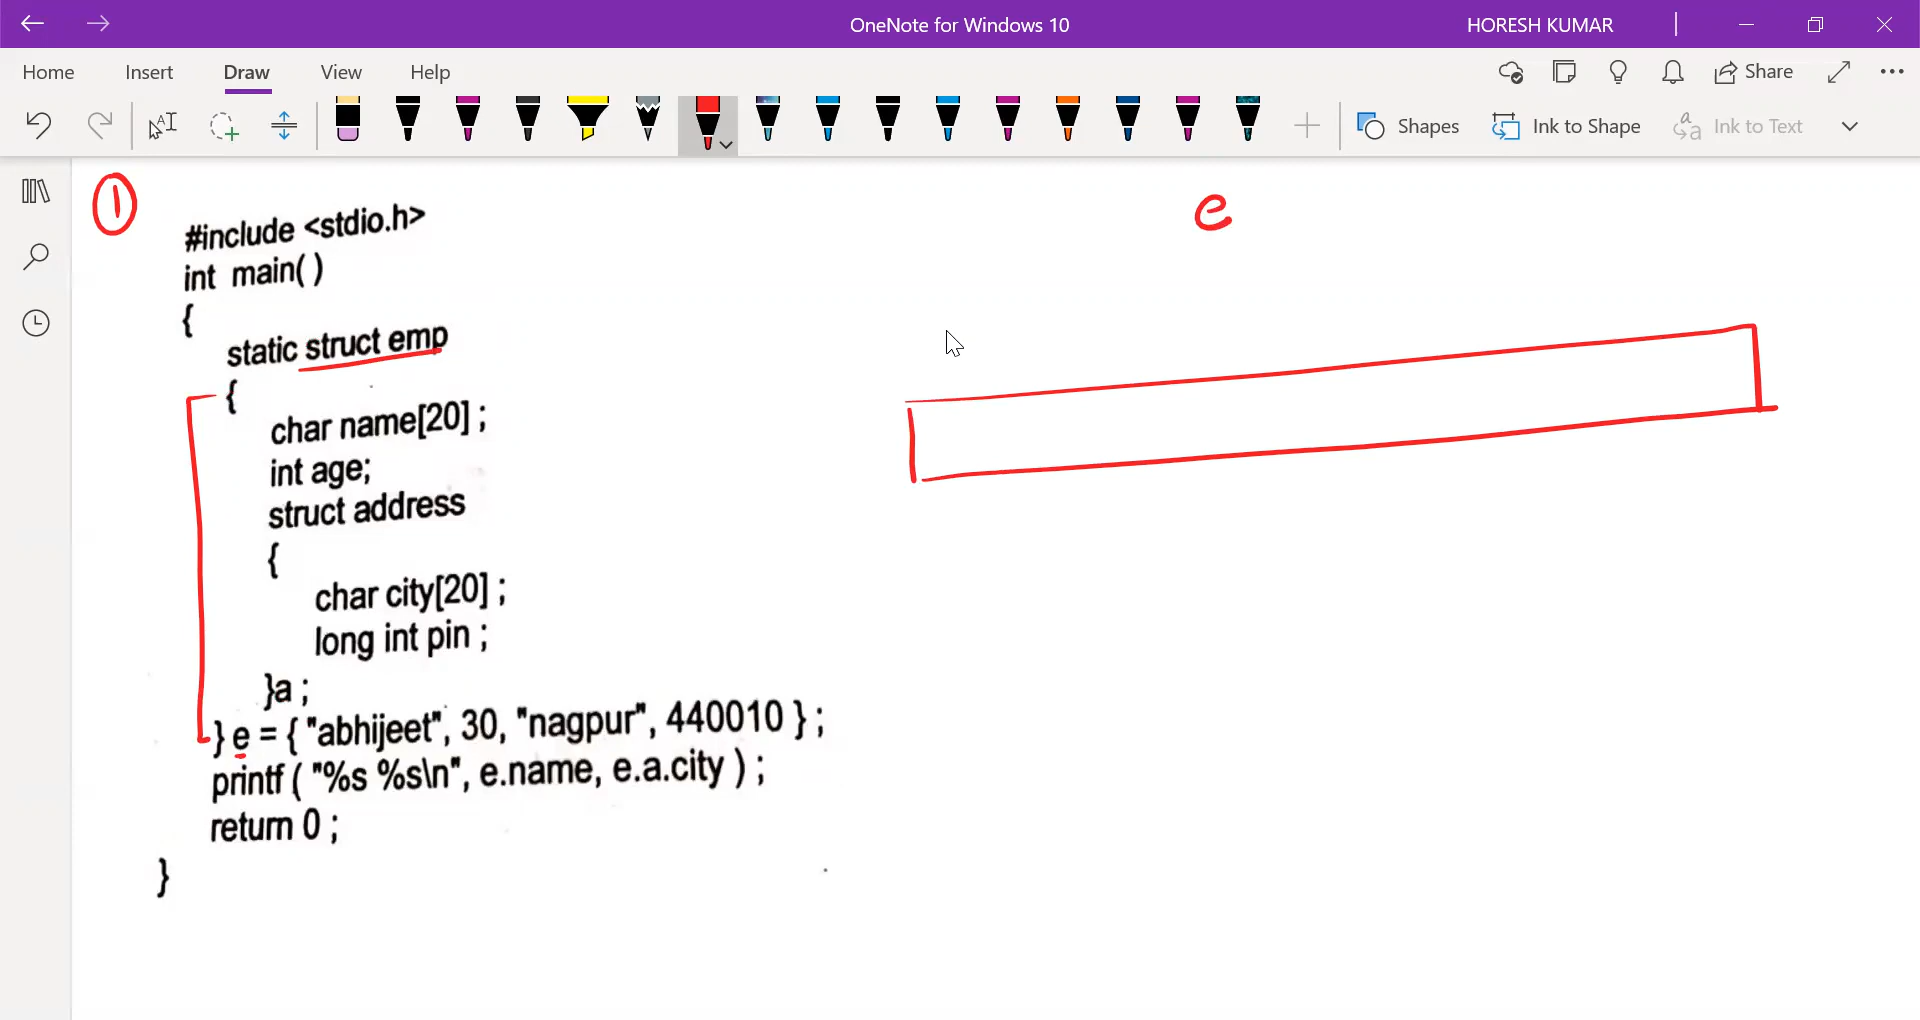 OneNote for Windows 10
HORESH KUMAR
Home Insert Draw View Help
Share
Shapes Ink to Shape Ink to Text
1
e
#include <stdio.h>
int main( )
{
static struct emp
{
char name[20] ;
int age;
struct address
{
char city[20] ;
long int pin ;
}a ;
} e = { "abhijeet", 30, "nagpur", 440010 } ;
printf ( "%s %s\n", e.name, e.a.city ) ;
return 0 ;
}